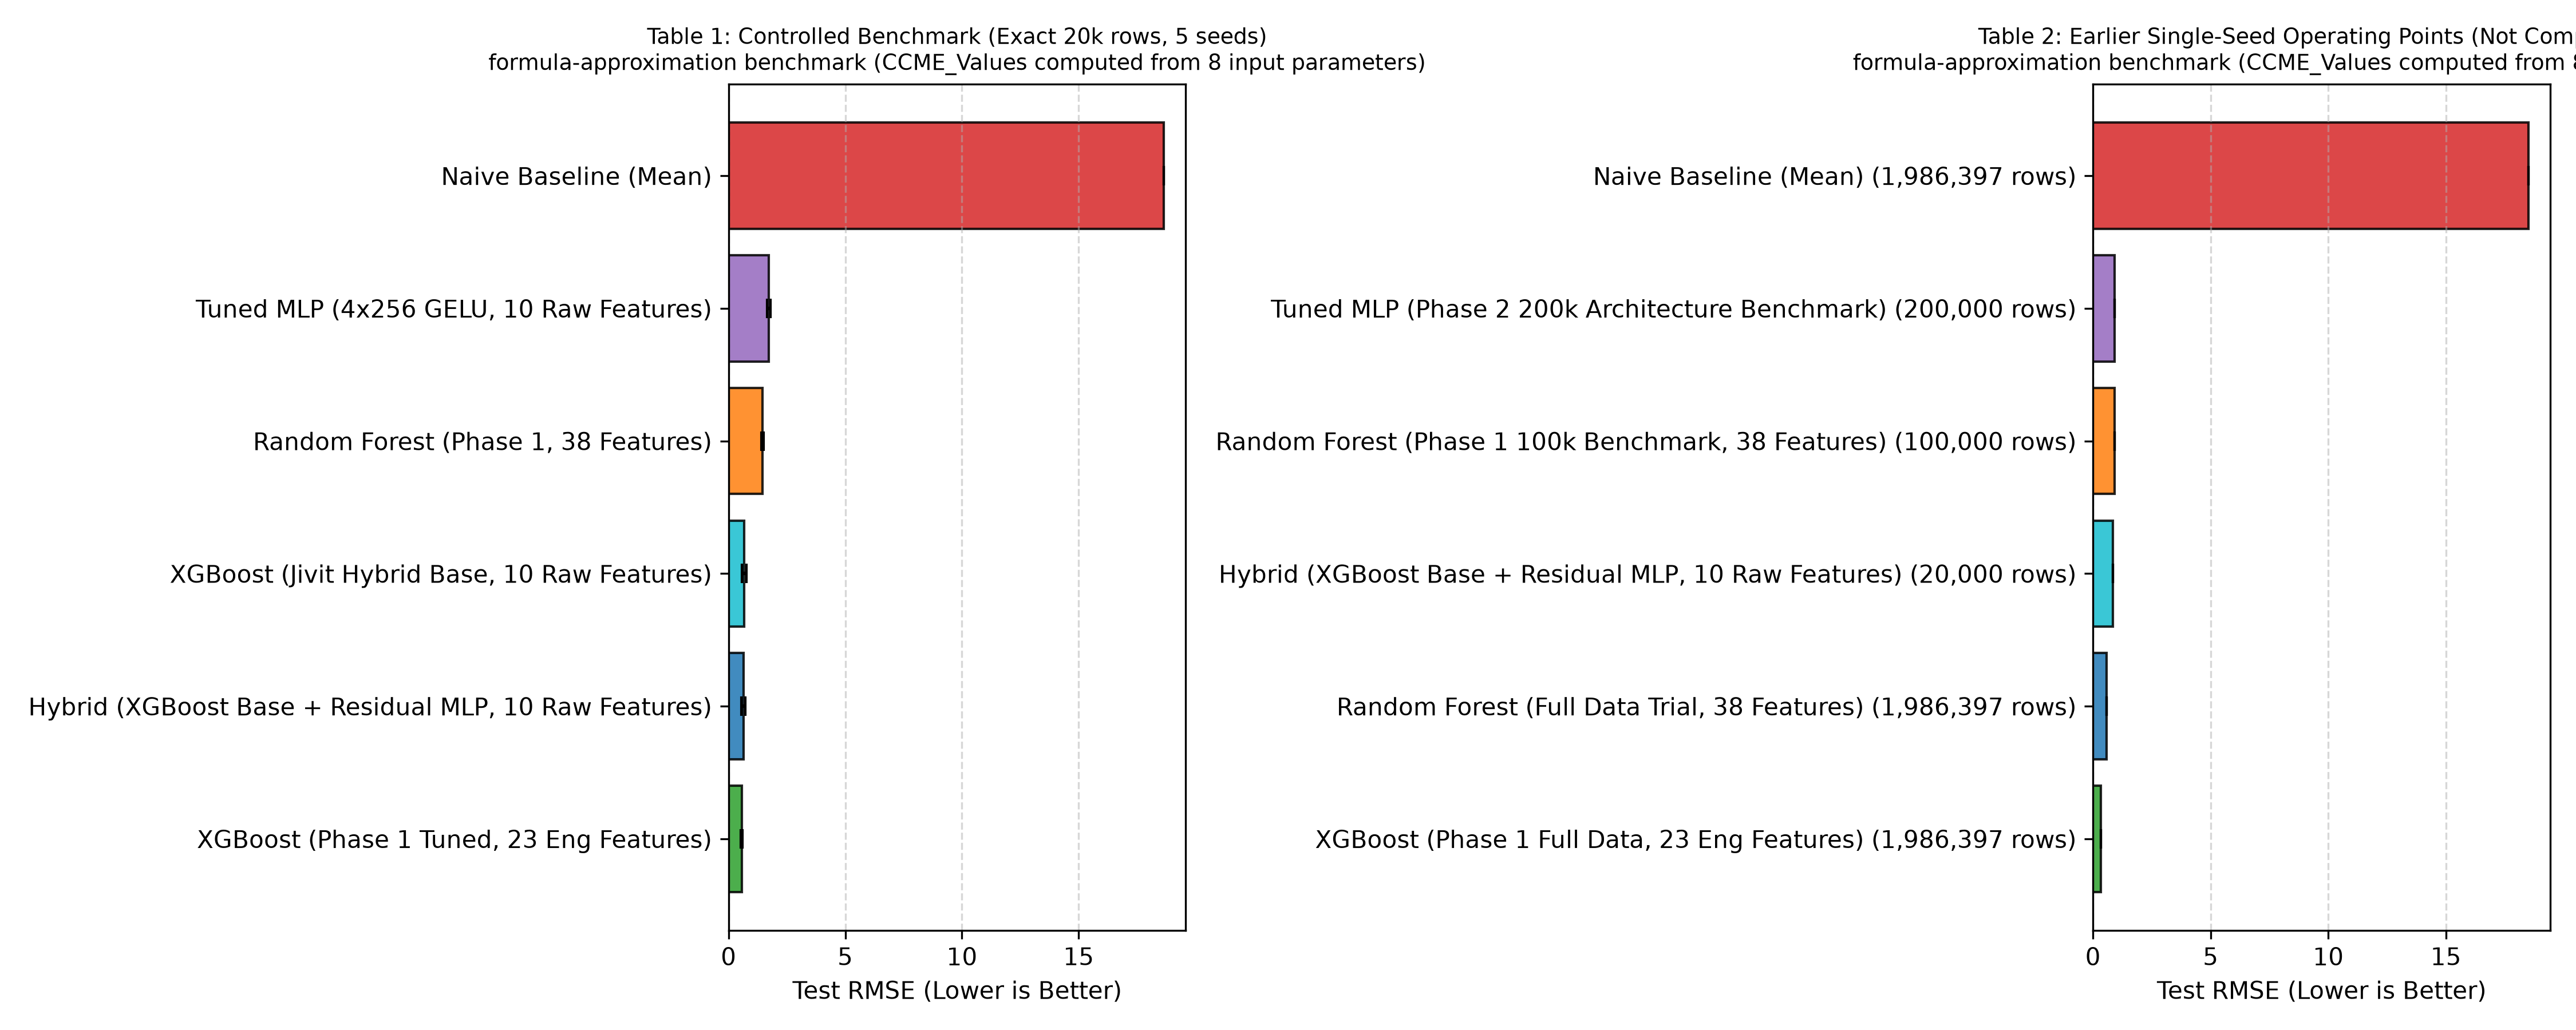 Table 1: Controlled Benchmark (Exact 20k rows, 5 seeds)
formula-approximation benchmark (CCME_Values computed from 8 input parameters)
Naive Baseline (Mean)
Tuned MLP (4x256 GELU, 10 Raw Features)
Random Forest (Phase 1, 38 Features)
XGBoost (Jivit Hybrid Base, 10 Raw Features)
Hybrid (XGBoost Base + Residual MLP, 10 Raw Features)
XGBoost (Phase 1 Tuned, 23 Eng Features)
0 5 10 15
Test RMSE (Lower is Better)
Table 2: Earlier Single-Seed Operating Points (Not
formula-approximation benchmark (CCME_Values computed from
Naive Baseline (Mean) (1,986,397 rows)
Tuned MLP (Phase 2 200k Architecture Benchmark) (200,000 rows)
Random Forest (Phase 1 100k Benchmark, 38 Features) (100,000 rows)
Hybrid (XGBoost Base + Residual MLP, 10 Raw Features) (20,000 rows)
Random Forest (Full Data Trial, 38 Features) (1,986,397 rows)
XGBoost (Phase 1 Full Data, 23 Eng Features) (1,986,397 rows)
0 5 10 15
Test RMSE (Lower is Better)